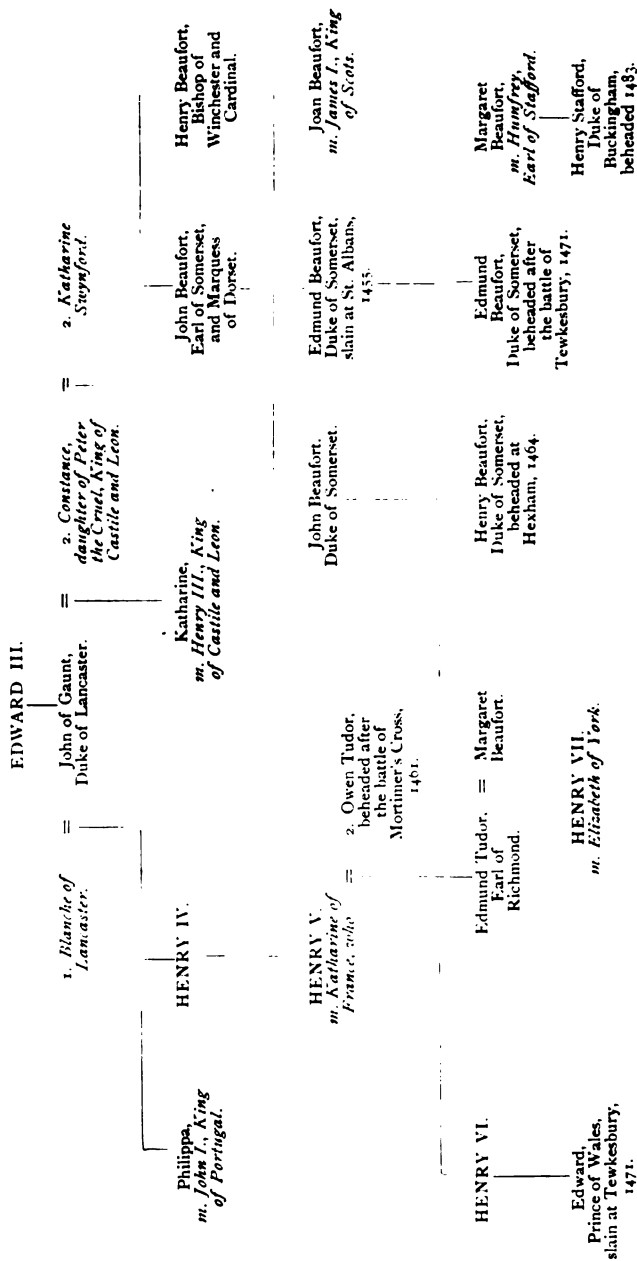 EDWARD III.
1. Blanche of
Lancaster.
=
John of Gaunt,
Duke of Lancaster.
=
2. Constance,
daughter of Peter
the Cruel, King of
Castile and Leon.
=
2. Katharine
Swynford.
Philippa,
m. John I., King
of Portugal.
HENRY IV.
Katharine,
m. Henry III., King
of Castile and Leon.
John Beaufort,
Earl of Somerset,
and Marquess
of Dorset.
Henry Beaufort,
Bishop of
Winchester and
Cardinal.
HENRY V.
m. Katharine of
France, who
=
2. Owen Tudor,
beheaded after
the battle of
Mortimer's Cross,
1461.
John Beaufort.
Duke of Somerset.
Edmund Beaufort,
Duke of Somerset,
slain at St. Albans,
1455.
Joan Beaufort,
m. James I., King
of Scots.
HENRY VI.
Edmund Tudor.
Earl of
Richmond.
=
Margaret
Beaufort.
Henry Beaufort.
Duke of Somerset,
beheaded at
Hexham, 1464.
Edmund
Beaufort,
Duke of Somerset,
beheaded after
the battle of
Tewkesbury, 1471.
Margaret
Beaufort,
m. Humfrey,
Earl of Stafford.
Edward,
Prince of Wales,
slain at Tewkesbury,
1471.
HENRY VII.
m. Elizabeth of York.
Henry Stafford,
Duke of
Buckingham,
beheaded 1483.